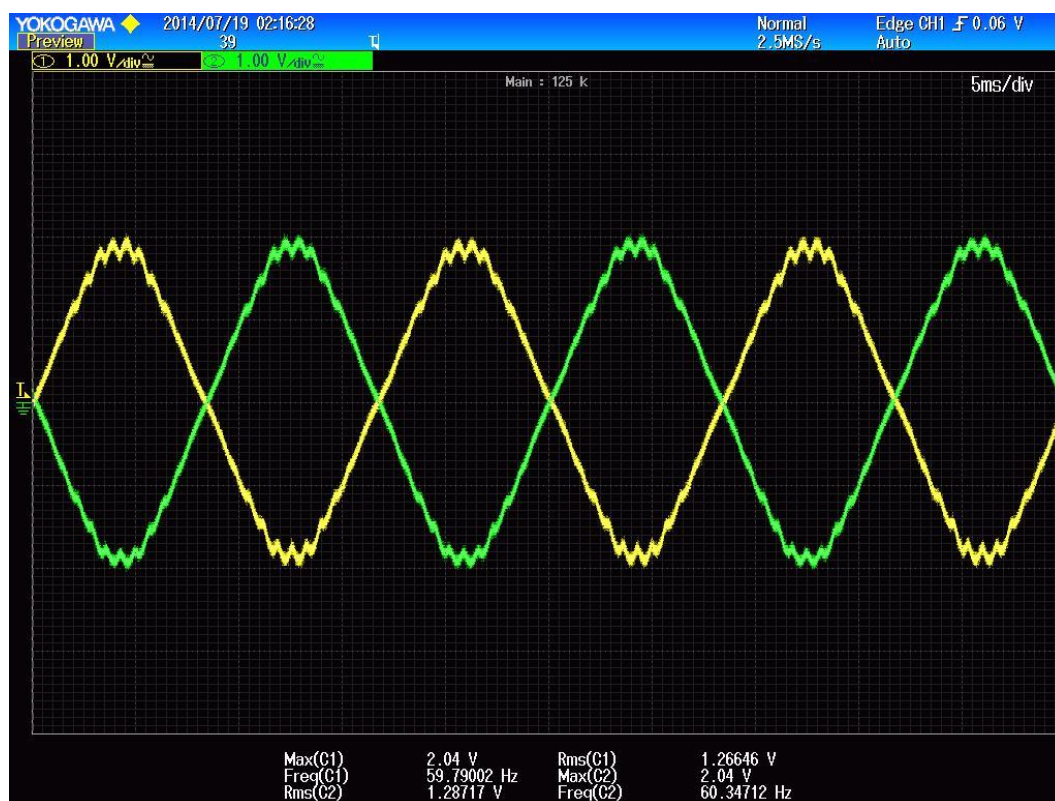 YOKOGAWA 2014/07/19 02:16:28 Normal Edge CH1 0.06 V
Preview 39 2.5MS/s Auto
1 1.00 V/div 2 1.00 V/div
Main : 125 k 5ms/div
T
Max(C1) 2.04 V Rms(C1) 1.26646 V
Freq(C1) 59.79002 Hz Max(C2) 2.04 V
Rms(C2) 1.28717 V Freq(C2) 60.34712 Hz